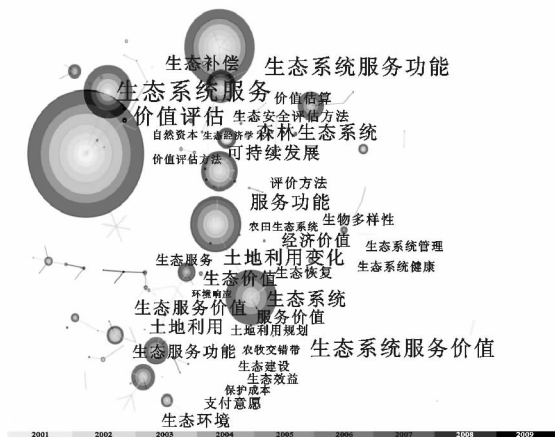 生态补偿
生态系统服务功能
生态系统服务
价值估算
价值评估
生态安全评估方法
自然资本
生态经济学
森林生态系统
价值评估方法
可持续发展
评价方法
服务功能
农田生态系统
生物多样性
经济价值
生态系统管理
生态服务
土地利用变化
生态系统健康
生态价值
生态恢复
环境响应
生态系统
生态服务价值
服务价值
土地利用
土地利用规划
生态服务功能
农牧交错带
生态系统服务价值
生态建设
生态效益
保护成本
支付意愿
生态环境
2001 2002 2003 2004 2005 2006 2007 2008 2009